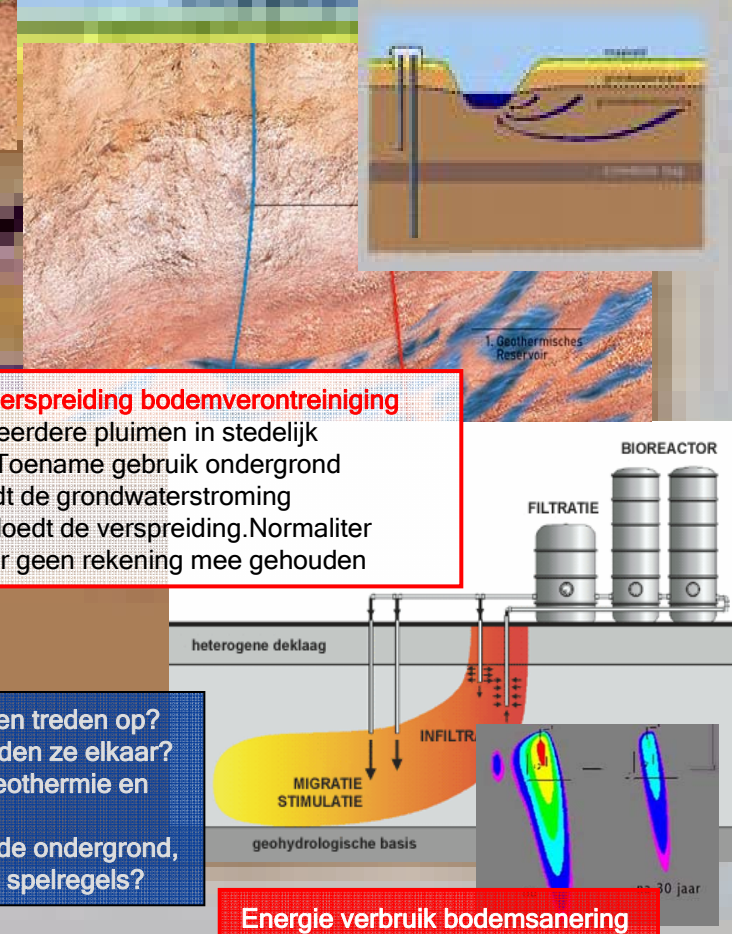 maaiveld
1. Geothermisches
Reservoir
erspreiding bodemverontreiniging
eerdere pluimen in stedelijk
Toename gebruik ondergrond
dt de grondwaterstroming
loedt de verspreiding.Normaliter
r geen rekening mee gehouden
BIOREACTOR
FILTRATIE
heterogene deklaag
INFILTRA
MIGRATIE
STIMULATIE
geohydrologische basis
na 30 jaar
en treden op?
den ze elkaar?
eothermie en
de ondergrond,
spelregels?
Energie verbruik bodemsanering